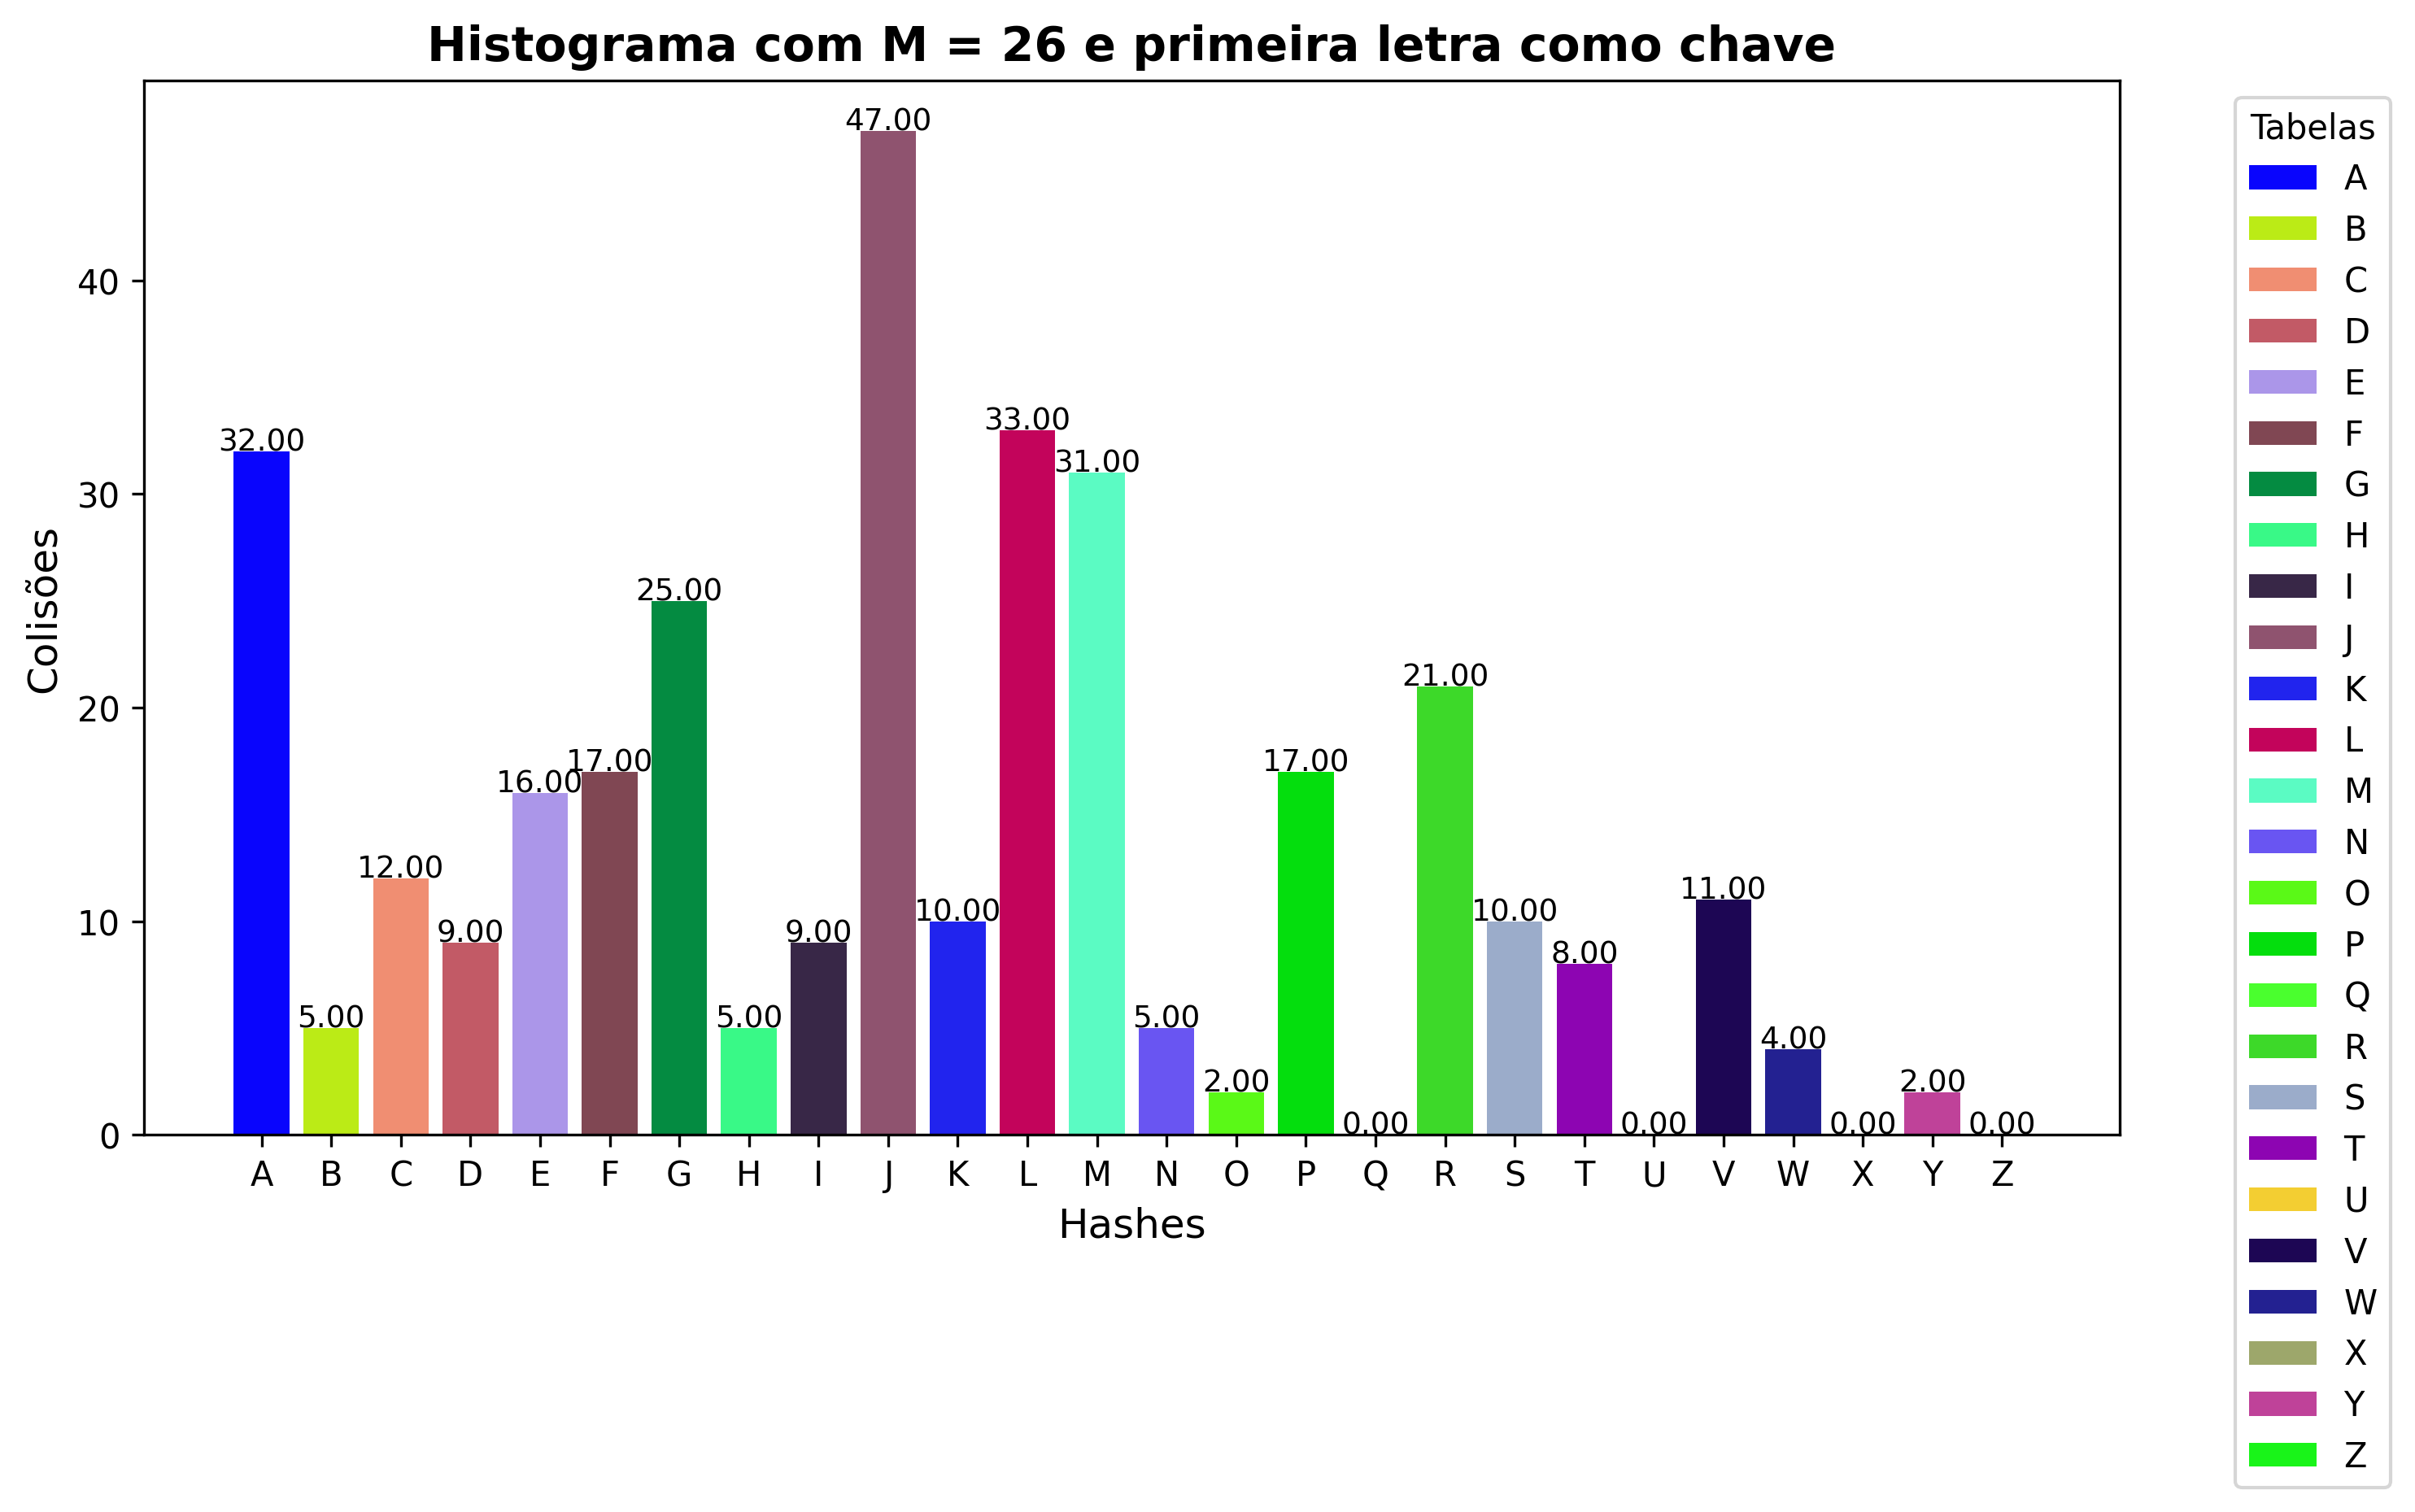 Histograma com M = 26 e primeira letra como chave
Colisões
40
30
20
10
0
32.00
5.00
12.00
9.00
16.00
17.00
25.00
5.00
9.00
47.00
10.00
33.00
31.00
5.00
2.00
17.00
0.00
21.00
10.00
8.00
0.00
11.00
4.00
0.00
2.00
0.00
A B C D E F G H I J K L M N O P Q R S T U V W X Y Z
Hashes
Tabelas
A
B
C
D
E
F
G
H
I
J
K
L
M
N
O
P
Q
R
S
T
U
V
W
X
Y
Z